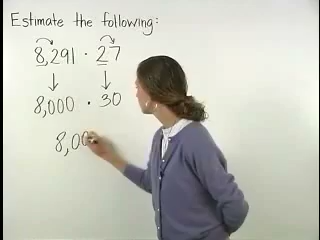 Estimate the following:
8,291 · 27
8,000 · 30
8,00